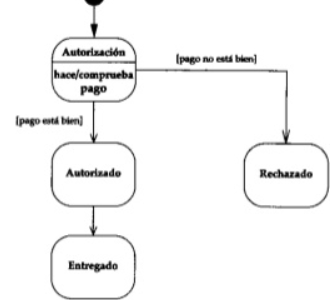 Autorización
[pago no está bien]
hace/comprueba
pago
[pago está bien]
Autorizado
Rechazado
Entregado